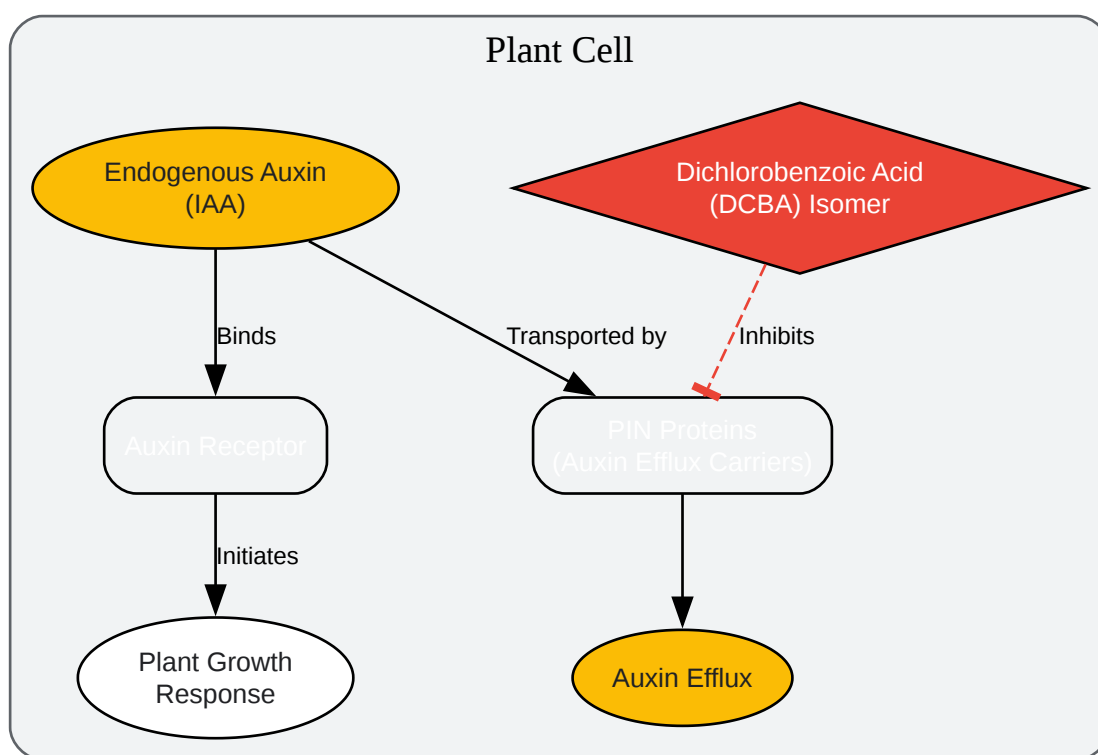 Plant Cell
Endogenous Auxin
(IAA)
Dichlorobenzoic Acid
(DCBA) Isomer
Binds
Transported by
Inhibits
Auxin Receptor
PIN Proteins
(Auxin Efflux Carriers)
Initiates
Plant Growth
Response
Auxin Efflux